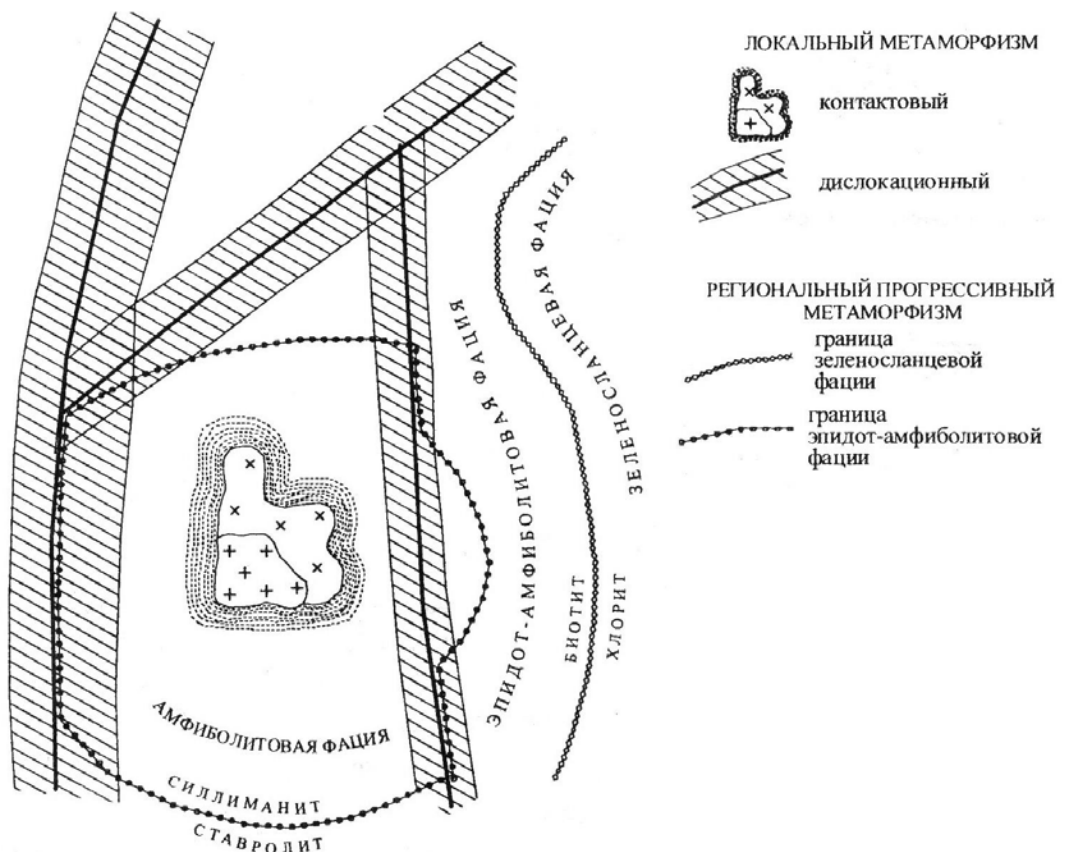 ЛОКАЛЬНЫЙ МЕТАМОРФИЗМ
контактовый
дислокационный
РЕГИОНАЛЬНЫЙ ПРОГРЕССИВНЫЙ
МЕТАМОРФИЗМ
граница
зеленосланцевой
фации
граница
эпидот-амфиболитовой
фации
ЗЕЛЕНОСЛАНЦЕВАЯ ФАЦИЯ
ЭПИДОТ-АМФИБОЛИТОВАЯ ФАЦИЯ
БИОТИТ
ХЛОРИТ
АМФИБОЛИТОВАЯ ФАЦИЯ
СИЛЛИМАНИТ
СТАВРОЛИТ